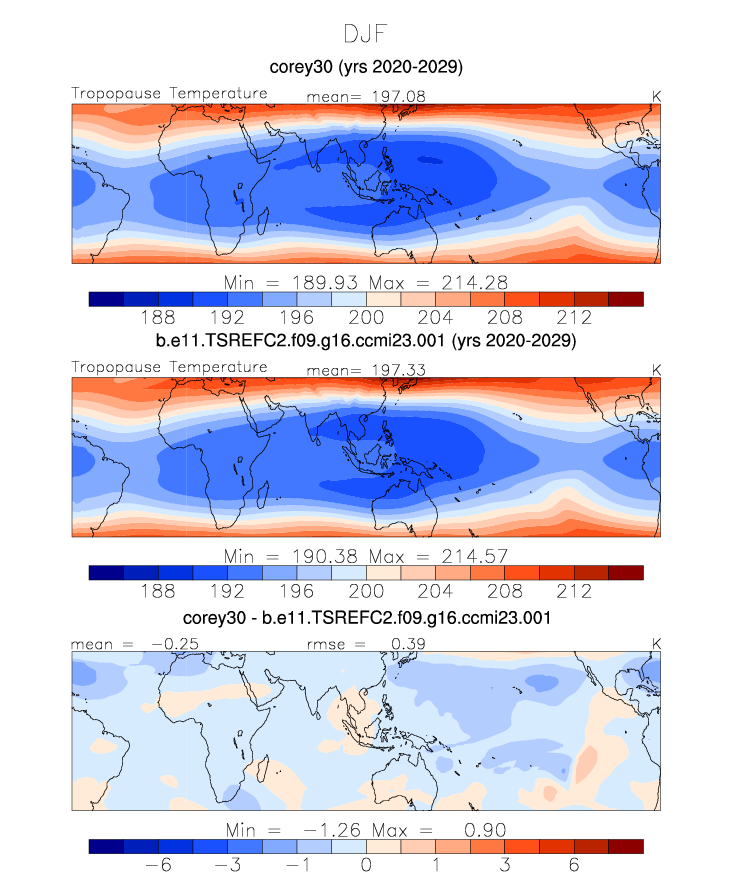 DJF
corey30 (yrs 2020-2029)
Tropopause Temperature mean= 197.08 K
Min = 189.93 Max = 214.28
188 192 196 200 204 208 212
b.e11.TSREFC2.f09.g16.ccmi23.001 (yrs 2020-2029)
Tropopause Temperature mean= 197.33 K
Min = 190.38 Max = 214.57
188 192 196 200 204 208 212
corey30 - b.e11.TSREFC2.f09.g16.ccmi23.001
mean = -0.25 rmse = 0.39 K
Min = -1.26 Max = 0.90
-6 -3 -1 0 1 3 6